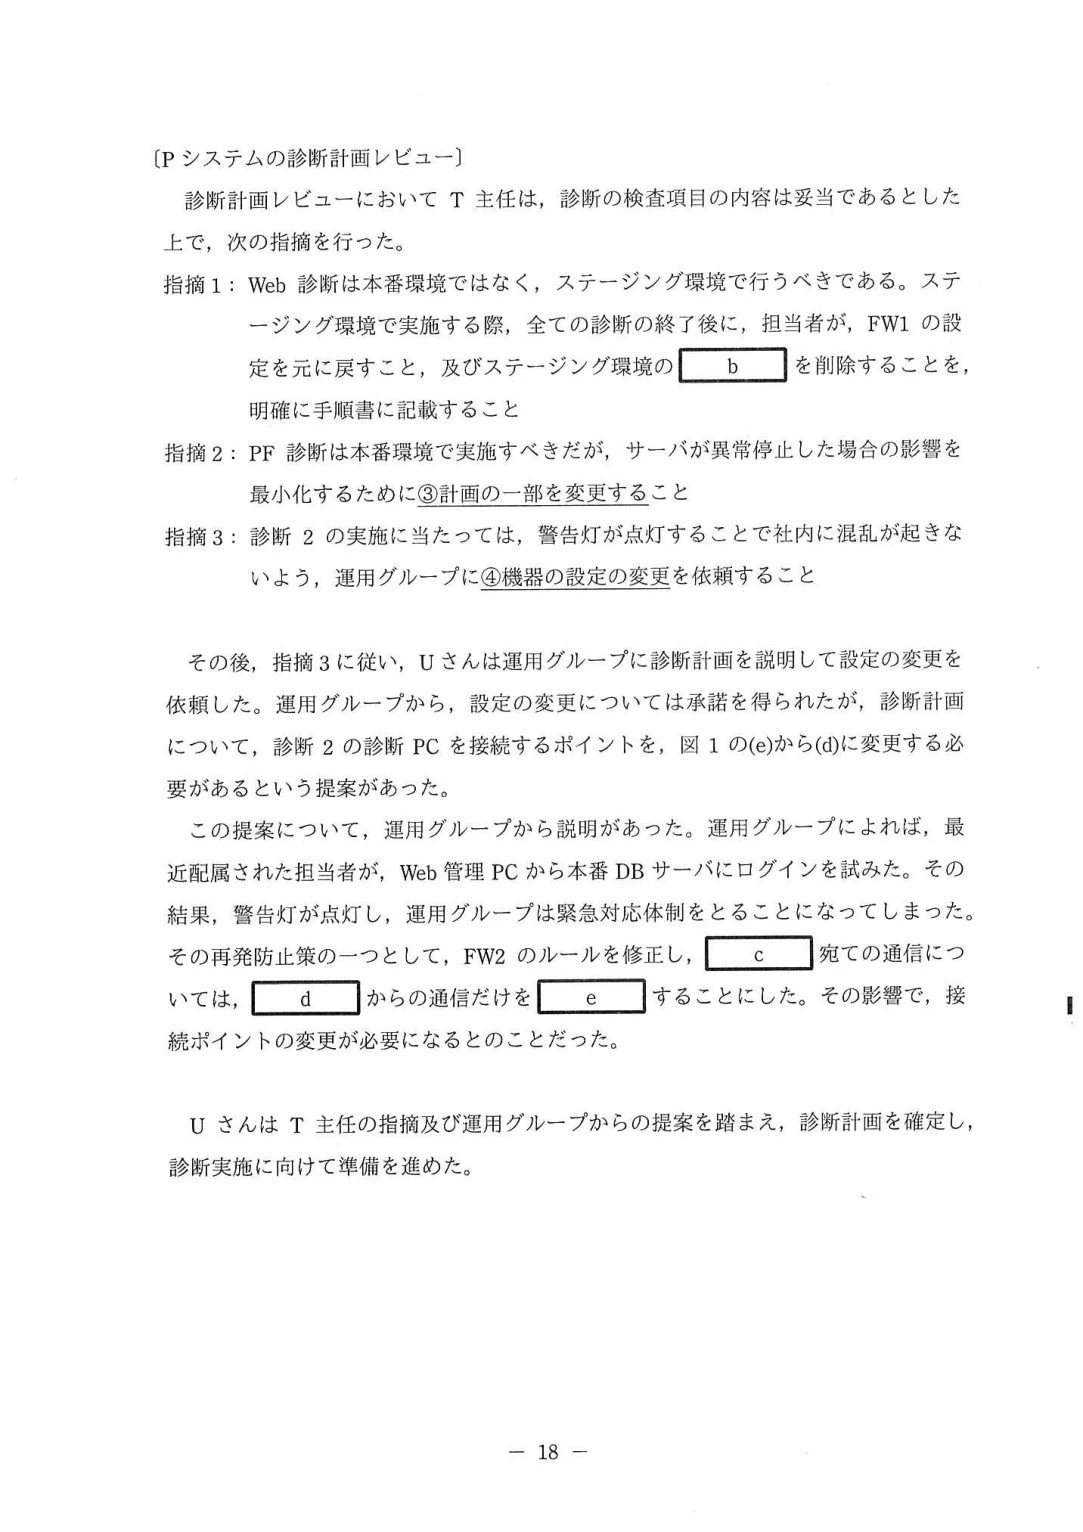 〔P システムの診断計画レビュー〕
診断計画レビューにおいて T 主任は，診断の検査項目の内容は妥当であるとした
上で，次の指摘を行った。
指摘 1： Web 診断は本番環境ではなく，ステージング環境で行うべきである。ステ
ージング環境で実施する際，全ての診断の終了後に，担当者が，FW1 の設
定を元に戻すこと，及びステージング環境の b を削除することを，
明確に手順書に記載すること
指摘 2： PF 診断は本番環境で実施すべきだが，サーバが異常停止した場合の影響を
最小化するために③計画の一部を変更すること
指摘 3： 診断 2 の実施に当たっては，警告灯が点灯することで社内に混乱が起きな
いよう，運用グループに④機器の設定の変更を依頼すること
その後，指摘 3 に従い，U さんは運用グループに診断計画を説明して設定の変更を
依頼した。運用グループから，設定の変更については承諾を得られたが，診断計画
について，診断 2 の診断 PC を接続するポイントを，図 1 の(e)から(d)に変更する必
要があるという提案があった。
この提案について，運用グループから説明があった。運用グループによれば，最
近配属された担当者が，Web 管理 PC から本番 DB サーバにログインを試みた。その
結果，警告灯が点灯し，運用グループは緊急対応体制をとることになってしまった。
その再発防止策の一つとして，FW2 のルールを修正し， c 宛ての通信につ
いては， d からの通信だけを e することにした。その影響で，接
続ポイントの変更が必要になるとのことだった。
U さんは T 主任の指摘及び運用グループからの提案を踏まえ，診断計画を確定し，
診断実施に向けて準備を進めた。
－ 18 －